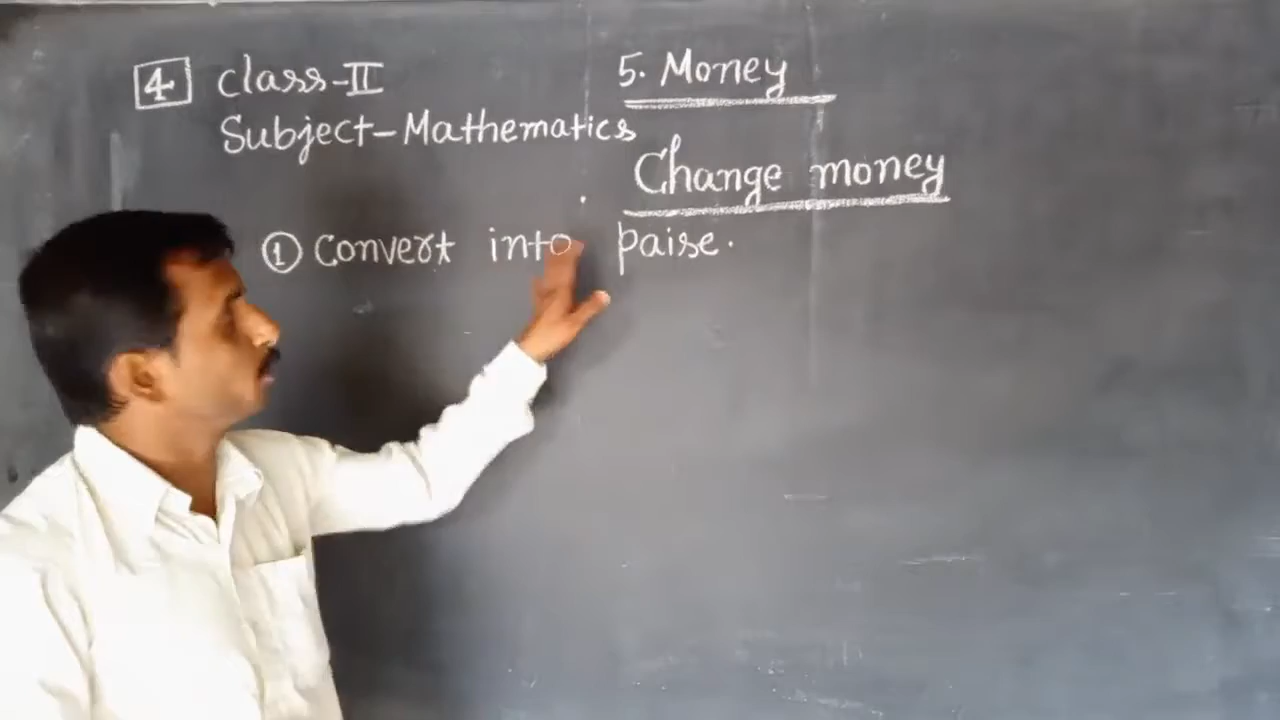 4 Class-II
Subject-Mathematics
5. Money
Change money
① Convert into paise.